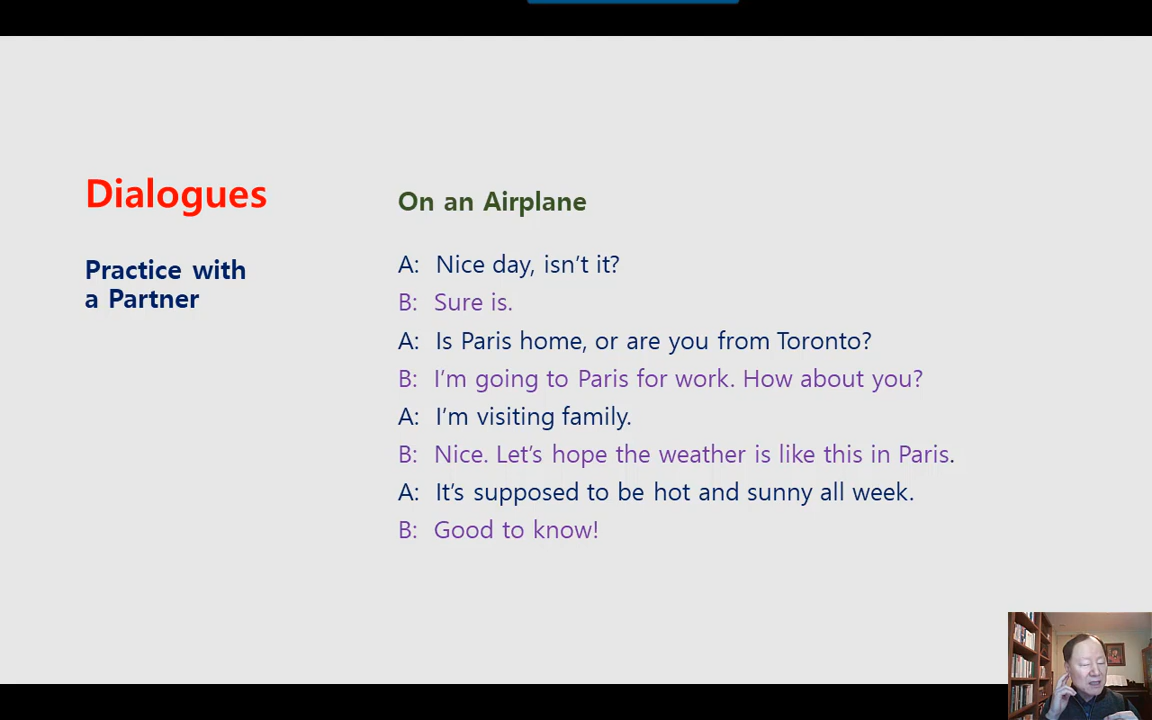 Dialogues
Practice with
a Partner
On an Airplane
A: Nice day, isn’t it?
B: Sure is.
A: Is Paris home, or are you from Toronto?
B: I’m going to Paris for work. How about you?
A: I’m visiting family.
B: Nice. Let’s hope the weather is like this in Paris.
A: It’s supposed to be hot and sunny all week.
B: Good to know!